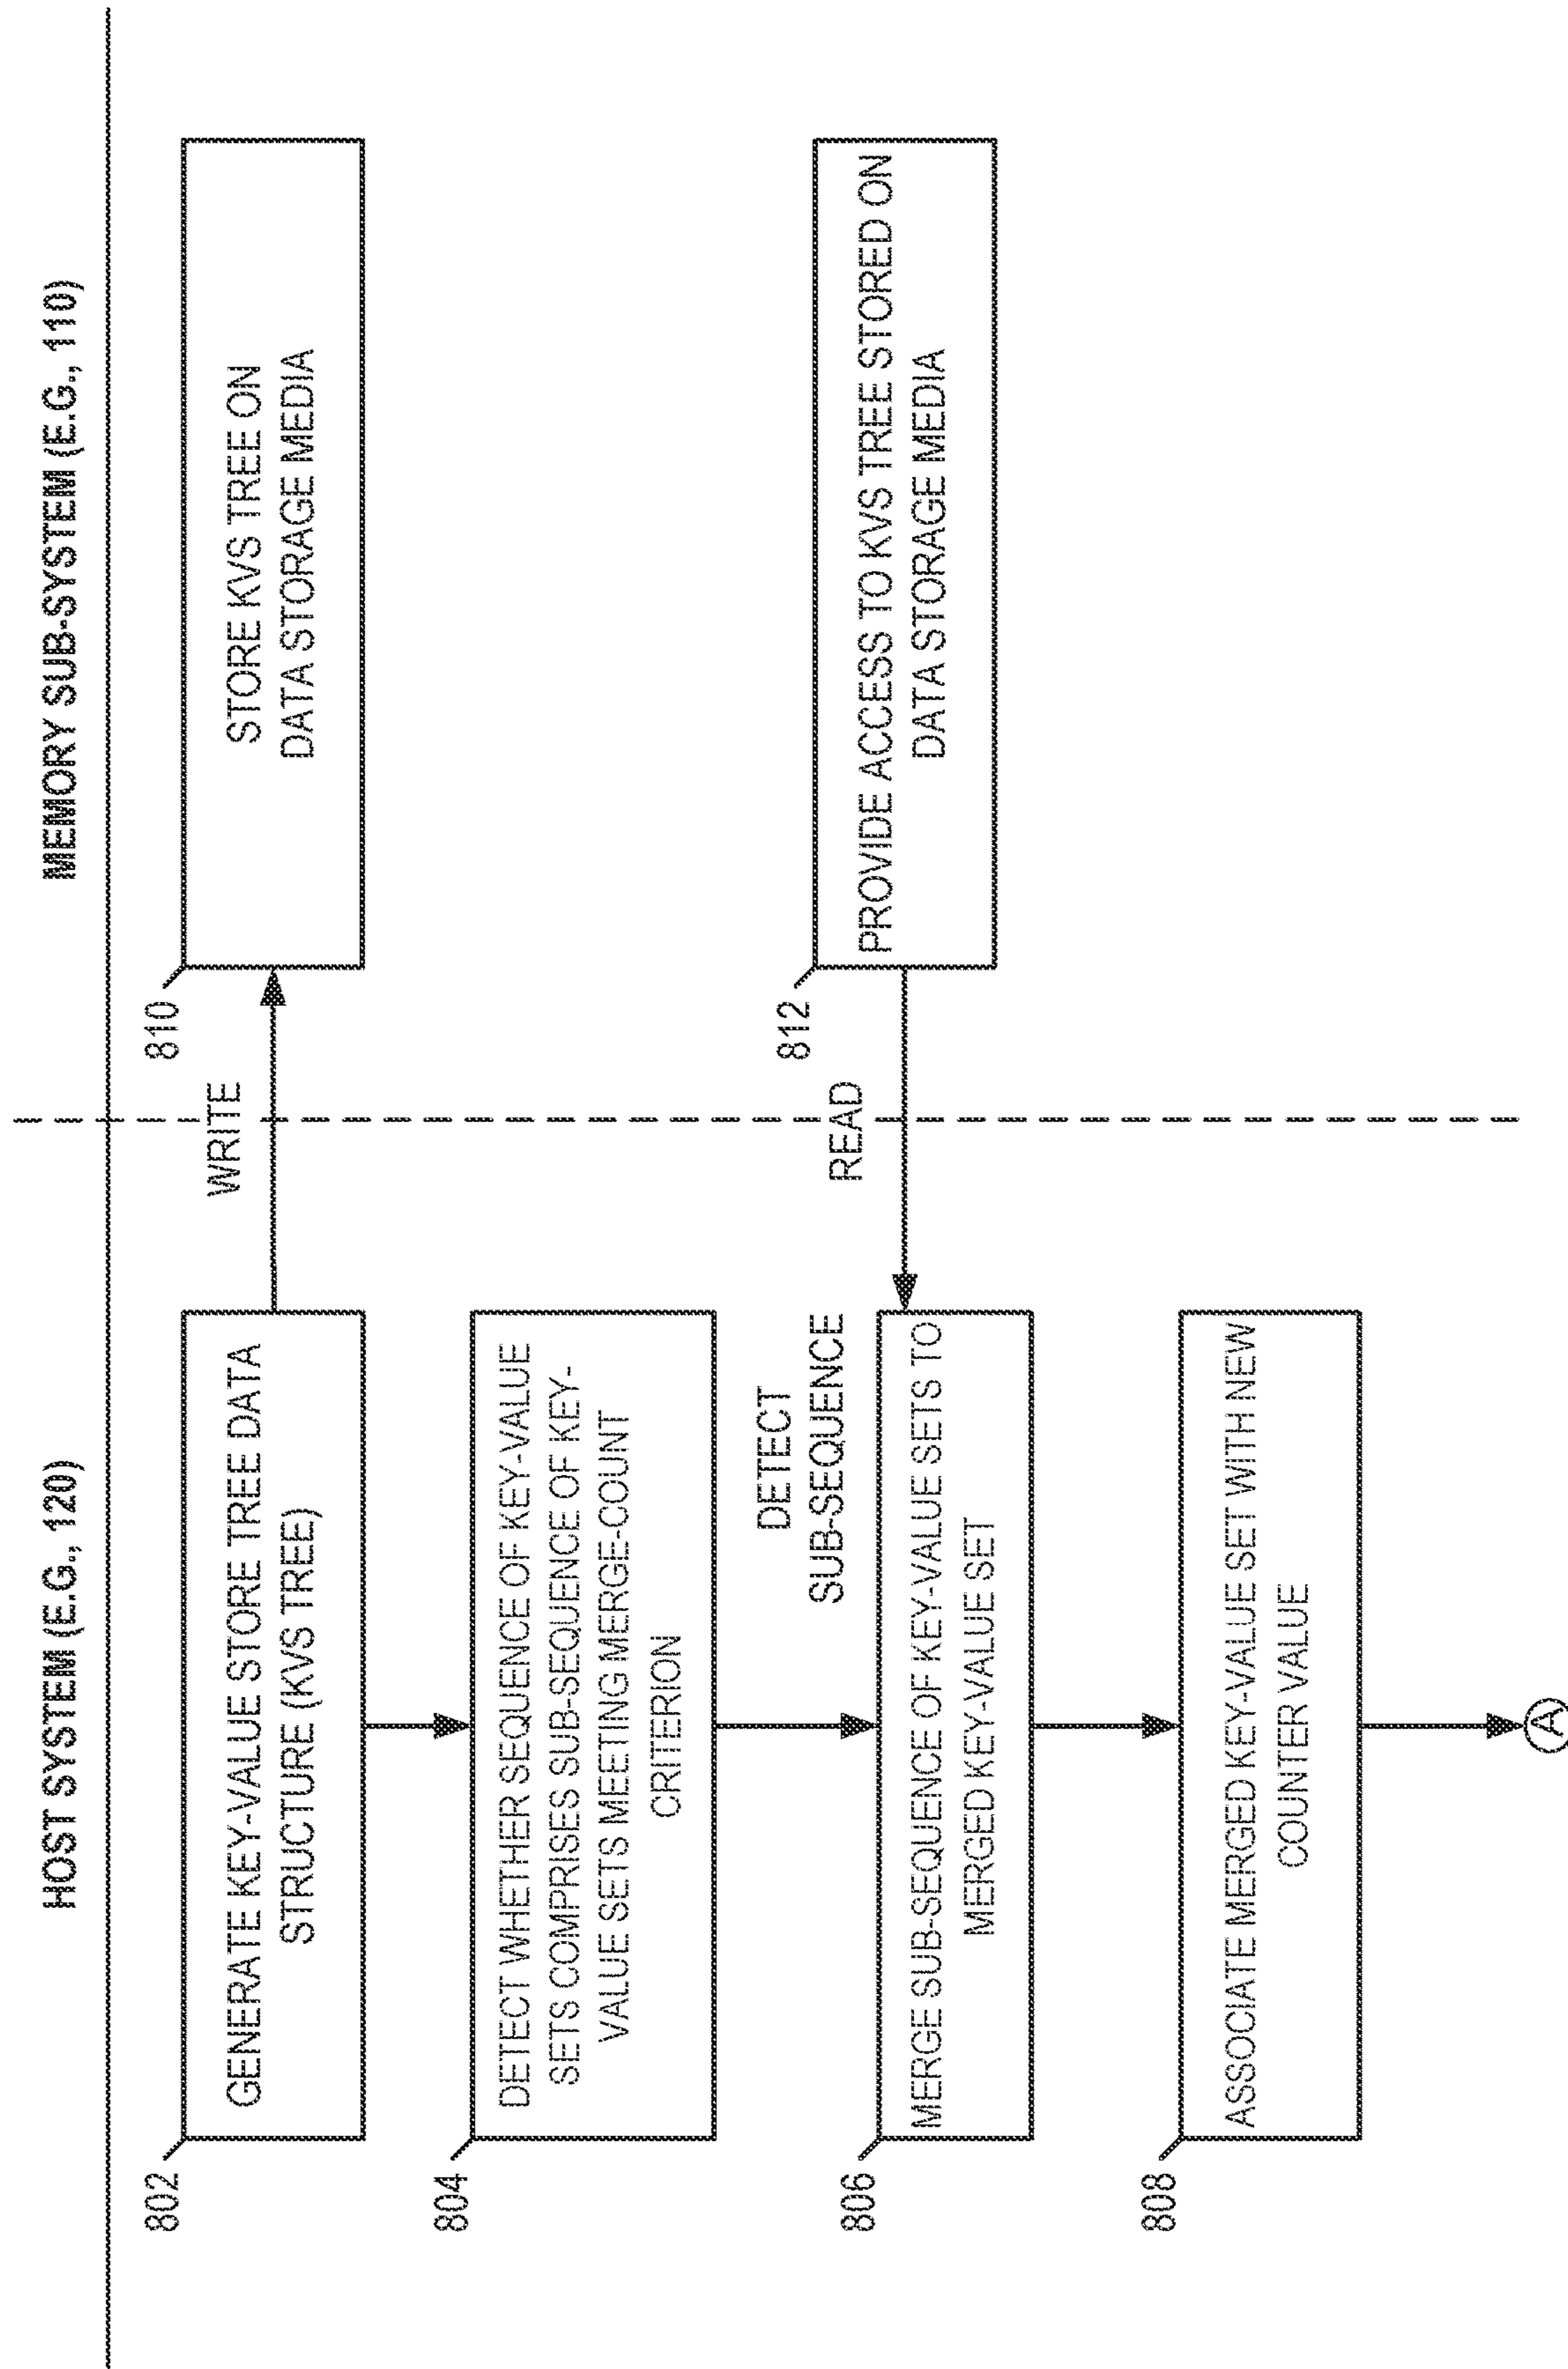 HOST SYSTEM (E.G., 120)
MEMORY SUB-SYSTEM (E.G., 110)
802
GENERATE KEY-VALUE STORE TREE DATA
STRUCTURE (KVS TREE)
WRITE
810
STORE KVS TREE ON
DATA STORAGE MEDIA
804
DETECT WHETHER SEQUENCE OF KEY-VALUE
SETS COMPRISES SUB-SEQUENCE OF KEY-
VALUE SETS MEETING MERGE-COUNT
CRITERION
DETECT
SUB-SEQUENCE
READ
812
PROVIDE ACCESS TO KVS TREE STORED ON
DATA STORAGE MEDIA
806
MERGE SUB-SEQUENCE OF KEY-VALUE SETS TO
MERGED KEY-VALUE SET
808
ASSOCIATE MERGED KEY-VALUE SET WITH NEW
COUNTER VALUE
A